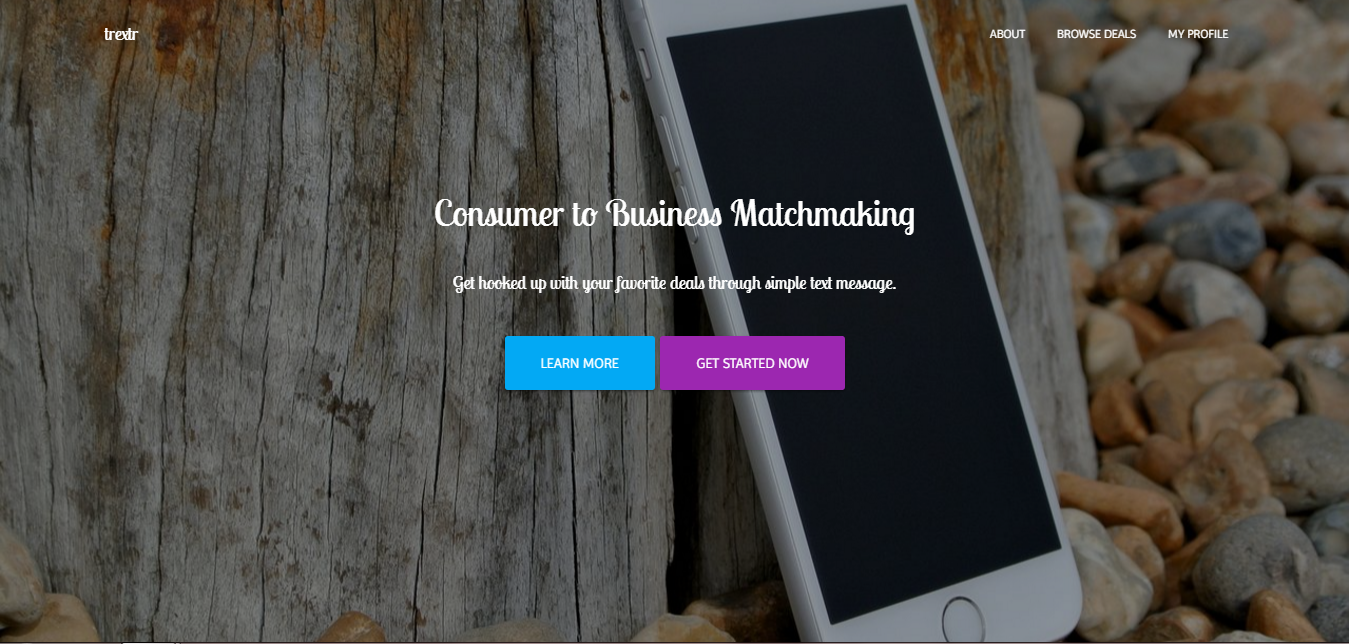 trextr
ABOUT
BROWSE DEALS
MY PROFILE
Consumer to Business Matchmaking
Get hooked up with your favorite deals through simple text message.
LEARN MORE
GET STARTED NOW